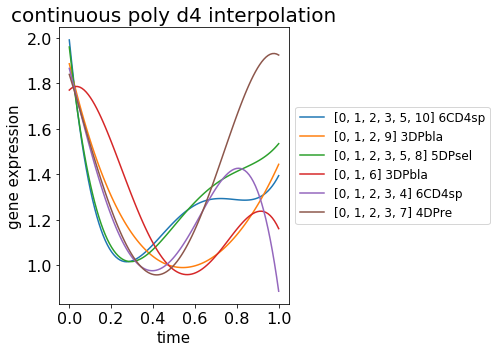 continuous poly d4 interpolation
gene expression
2.0
1.8
1.6
1.4
1.2
1.0
0.0 0.2 0.4 0.6 0.8 1.0
time
[0, 1, 2, 3, 5, 10] 6CD4sp
[0, 1, 2, 9] 3DPbla
[0, 1, 2, 3, 5, 8] 5DPsel
[0, 1, 6] 3DPbla
[0, 1, 2, 3, 4] 6CD4sp
[0, 1, 2, 3, 7] 4DPre